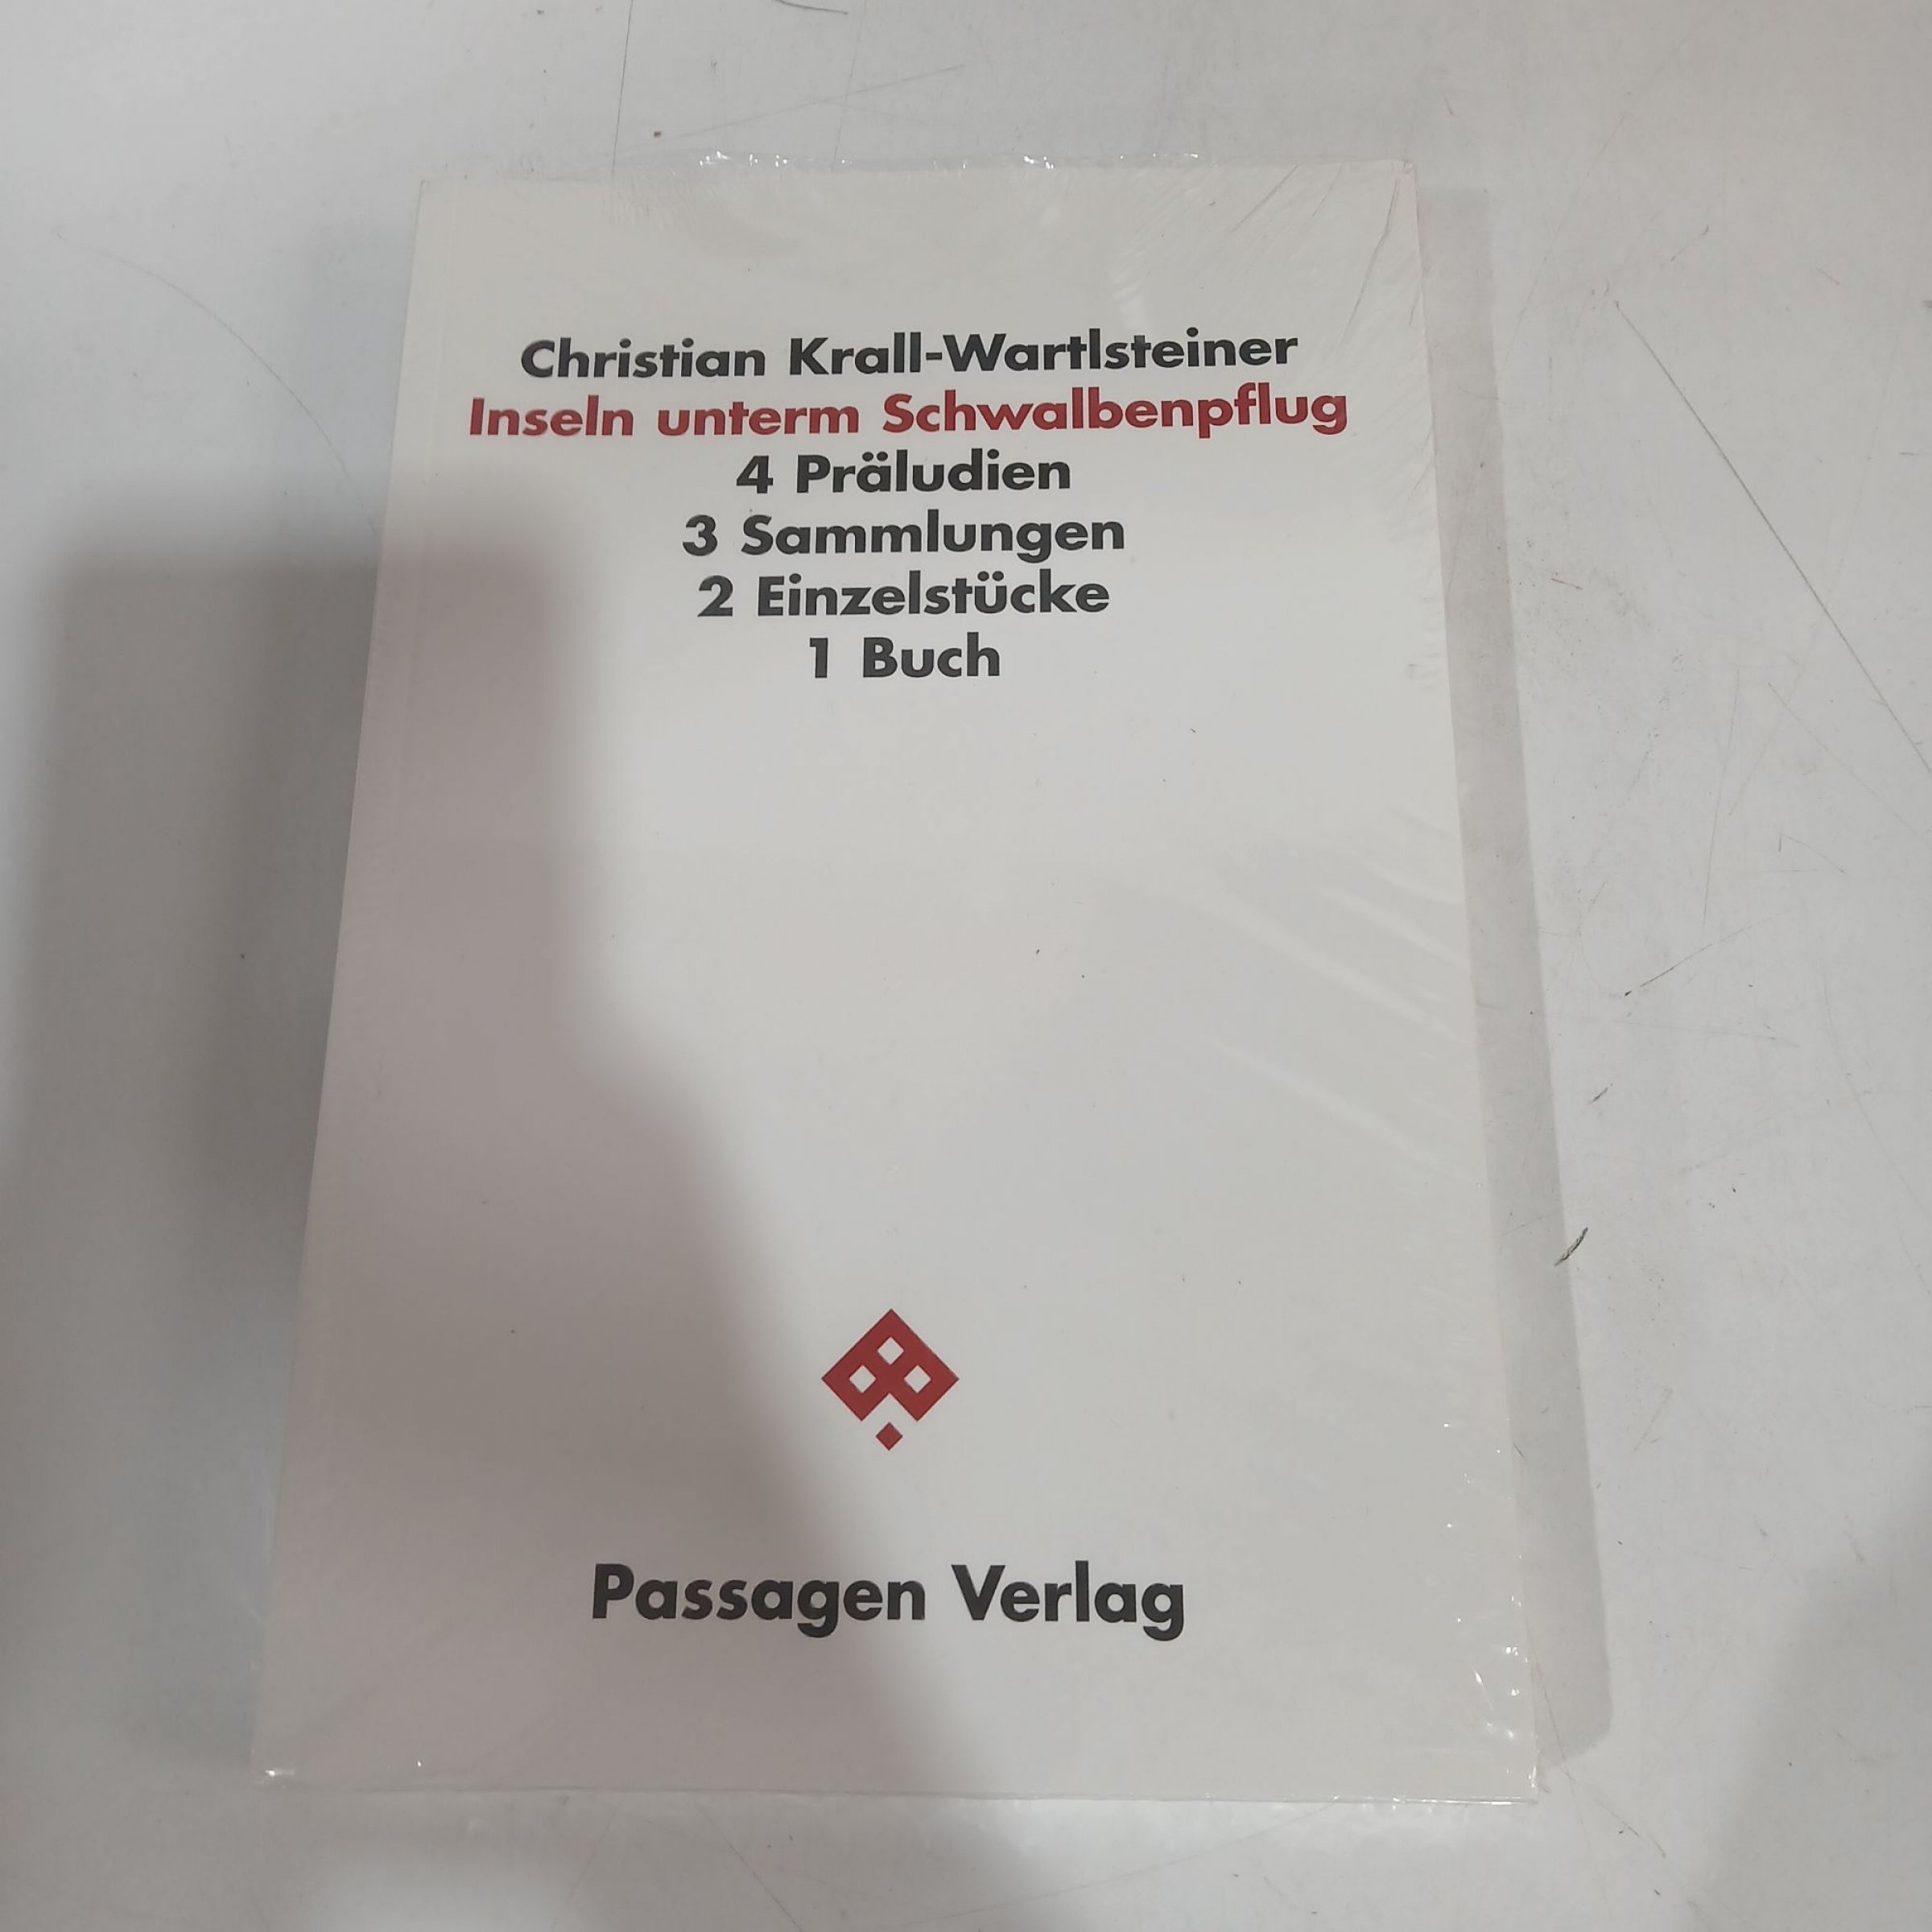 Christian Krall-Wartlsteiner
Inseln unterm Schwalbenpflug
4 Präludien
3 Sammlungen
2 Einzelstücke
1 Buch
Passagen Verlag